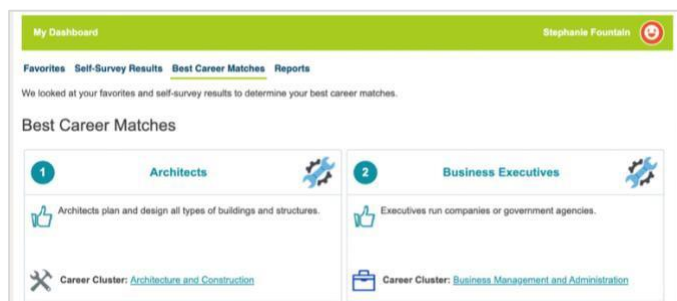 My Dashboard
Stephanie Fountain
Favorites Self-Survey Results Best Career Matches Reports
We looked at your favorites and self-survey results to determine your best career matches.
Best Career Matches
1 Architects
Architects plan and design all types of buildings and structures.
Career Cluster: Architecture and Construction
2 Business Executives
Executives run companies or government agencies.
Career Cluster: Business Management and Administration